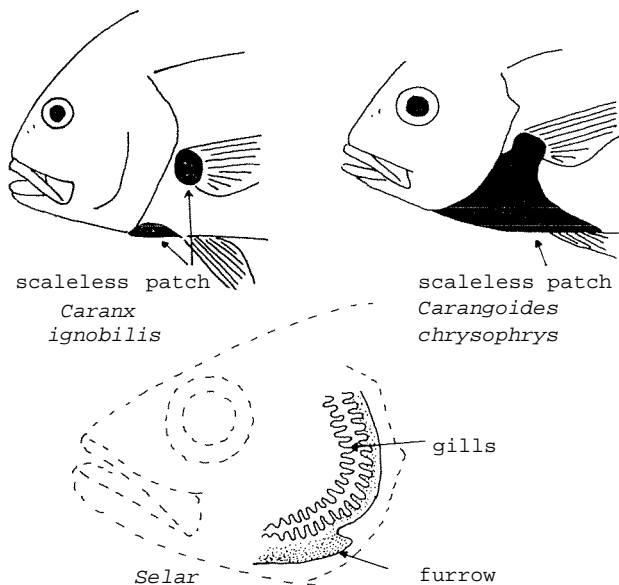 scaleless patch
Caranx
ignobilis
scaleless patch
Carangoides
chrysophrys
gills
furrow
Selar